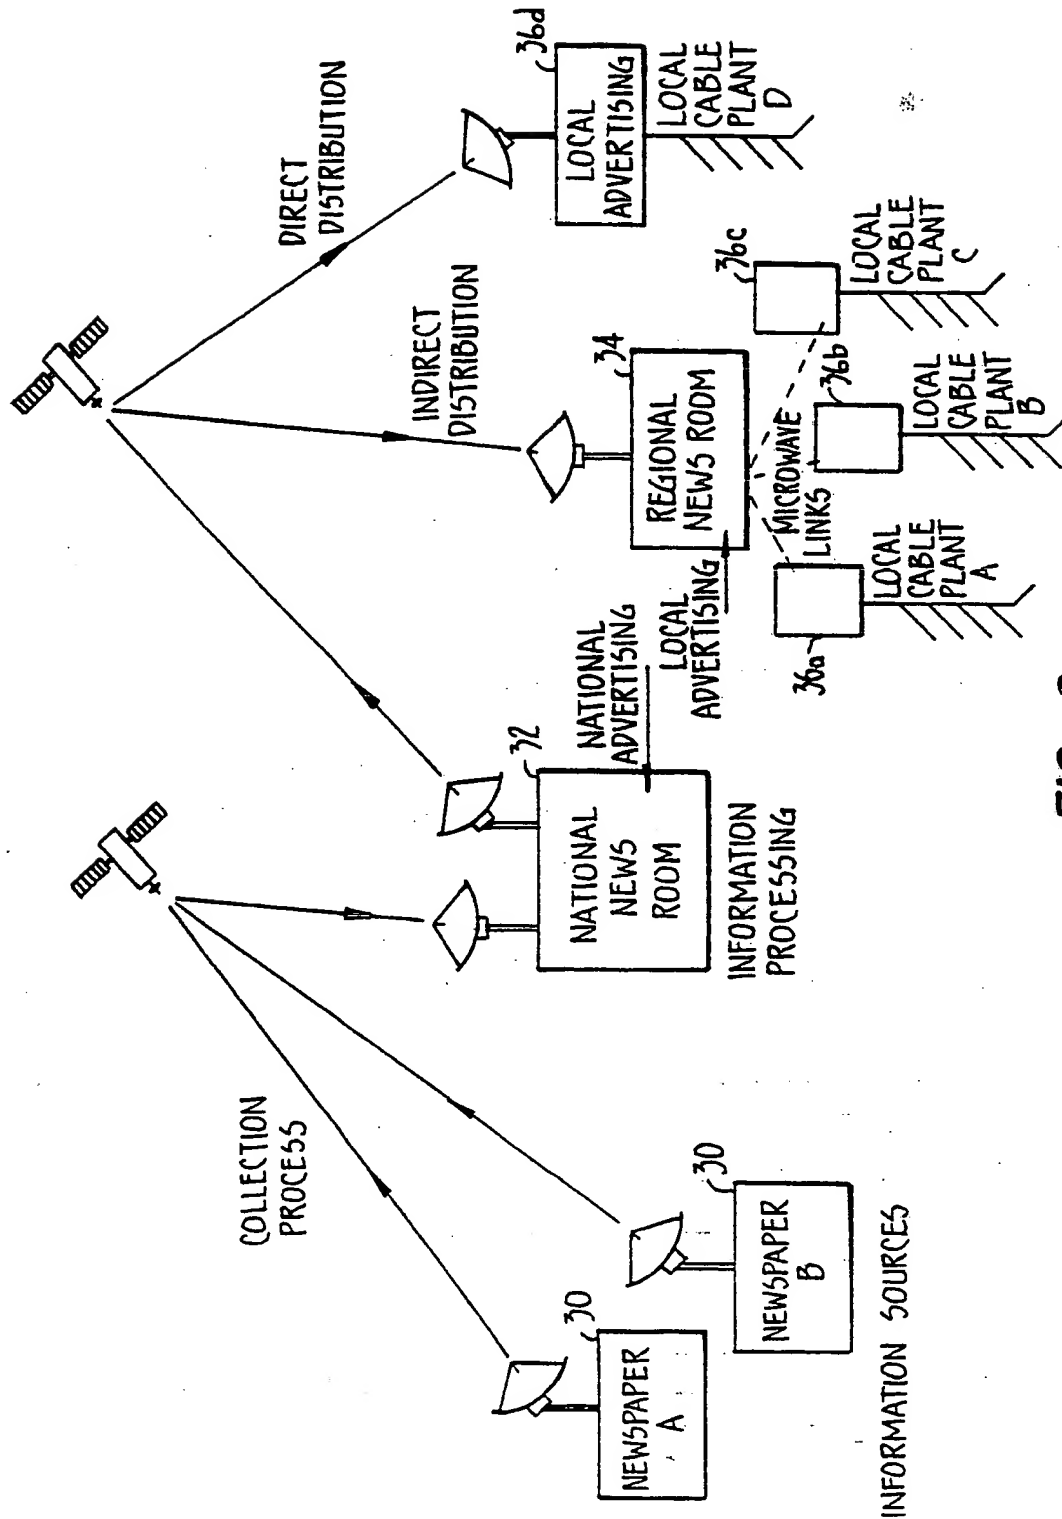 COLLECTION
PROCESS
DIRECT
DISTRIBUTION
INDIRECT
DISTRIBUTION
30
NEWSPAPER
A
30
NEWSPAPER
B
INFORMATION SOURCES
32
NATIONAL
NEWS
ROOM
INFORMATION
PROCESSING
NATIONAL
ADVERTISING
34
REGIONAL
NEWS ROOM
LOCAL
ADVERTISING
MICROWAVE
LINKS
36a
LOCAL
CABLE
PLANT
A
36b
LOCAL
CABLE
PLANT
B
36c
LOCAL
CABLE
PLANT
C
36d
LOCAL
ADVERTISING
LOCAL
CABLE
PLANT
D